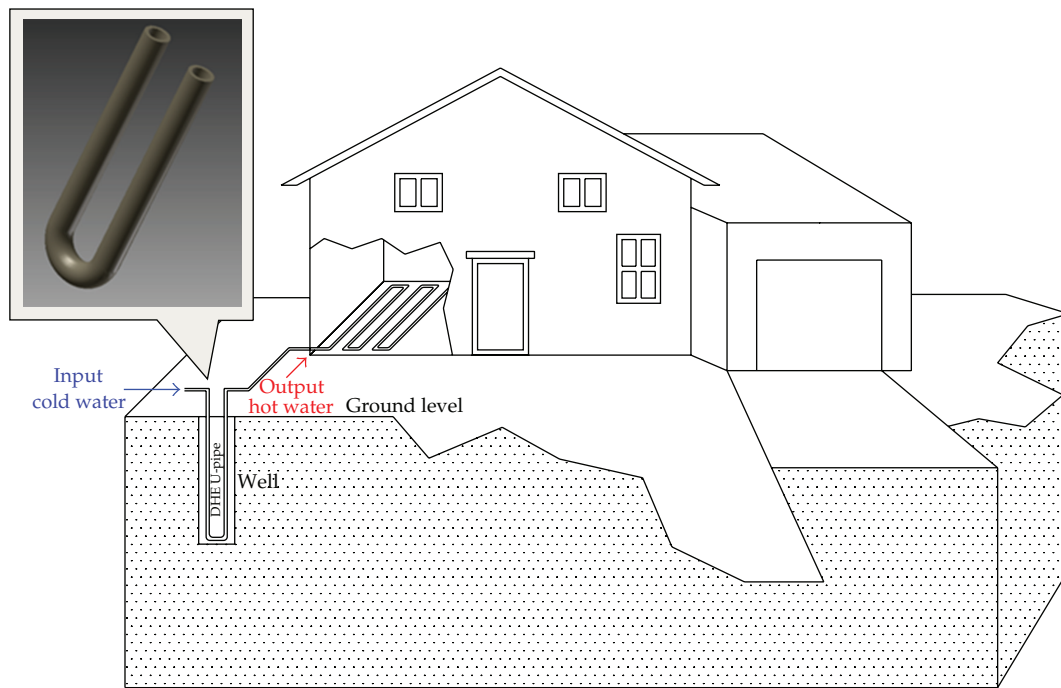 Input
cold water
Output
hot water
Ground level
Well
DHE U-pipe